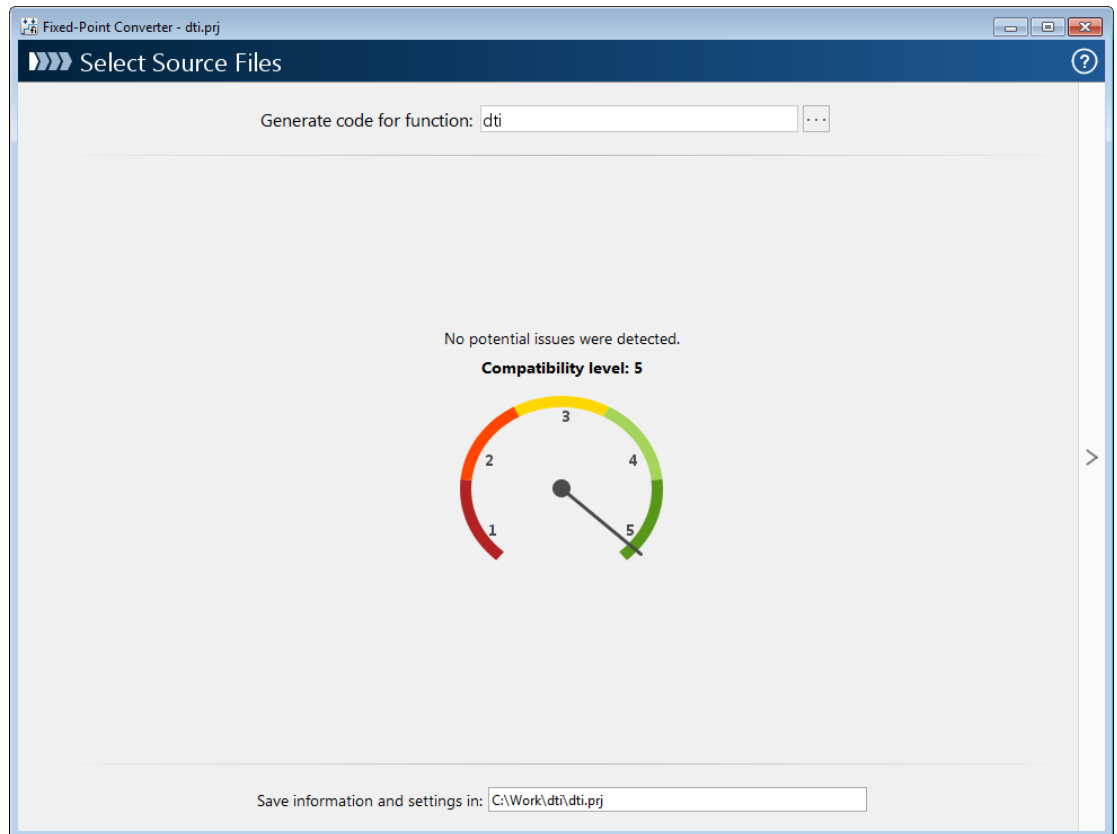 Fixed-Point Converter - dti.prj
Select Source Files
?
Generate code for function: dti ...
No potential issues were detected.
Compatibility level: 5
3
2 4
1 5
>
Save information and settings in: C:\Work\dti\dti.prj